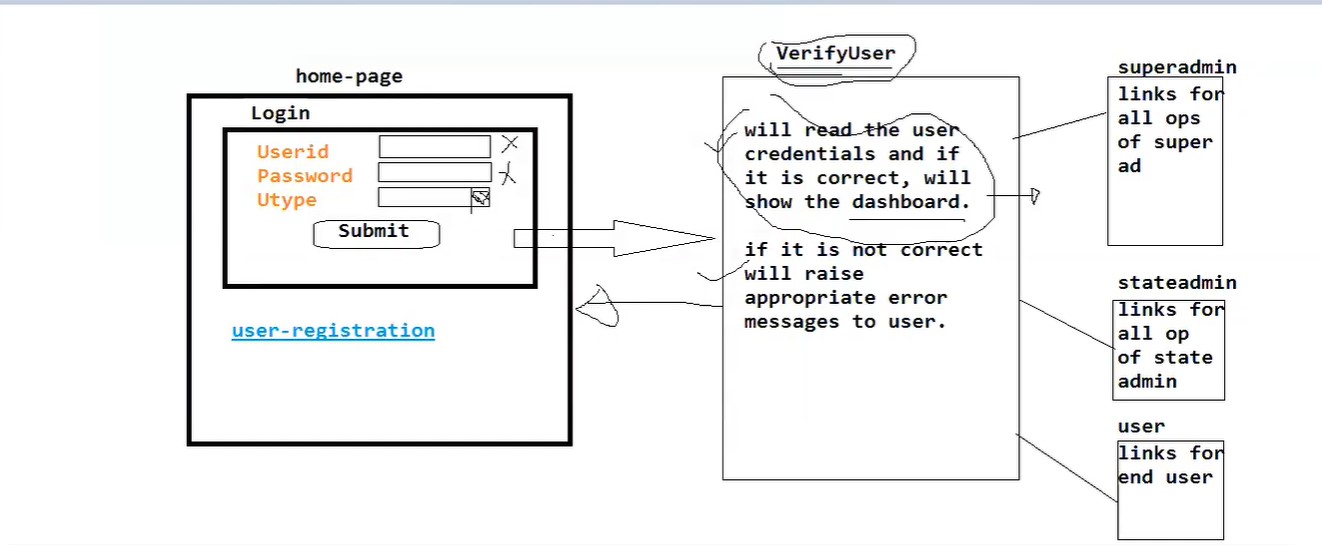 home-page
Login
Userid
Password
Utype
Submit
user-registration
VerifyUser
will read the user
credentials and if
it is correct, will
show the dashboard.
if it is not correct
will raise
appropriate error
messages to user.
superadmin
links for
all ops
of super
ad
stateadmin
links for
all op
of state
admin
user
links for
end user